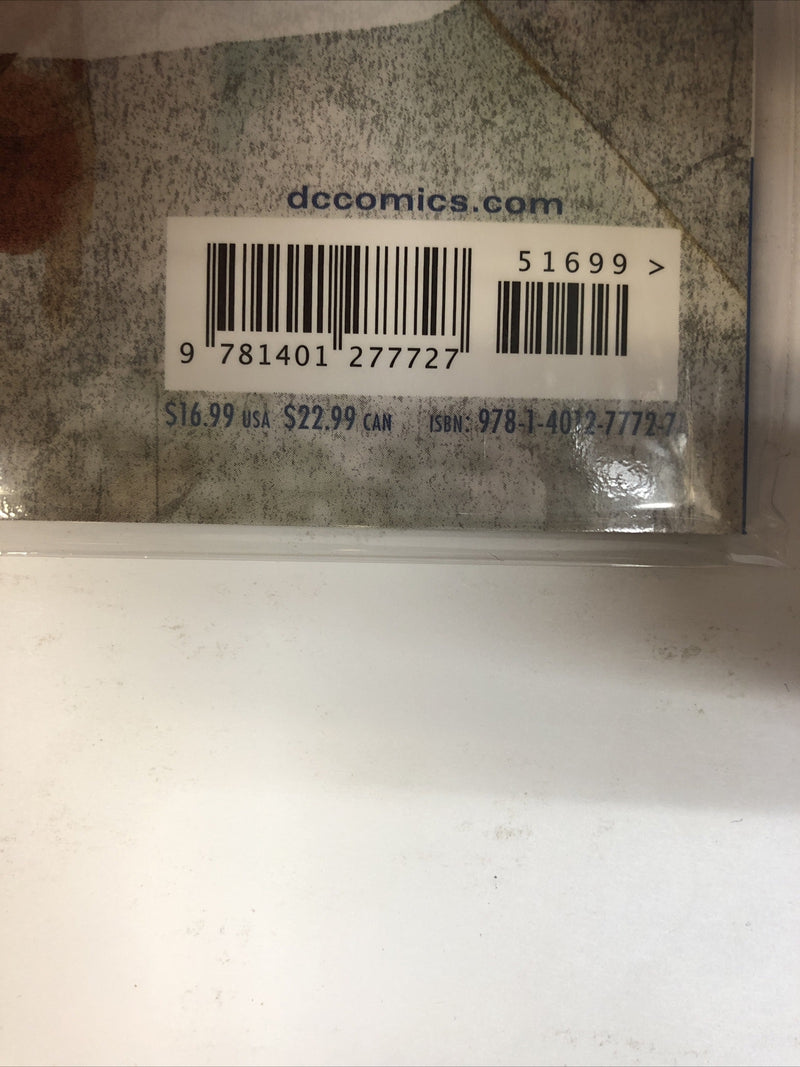 dccomics.com
51699 >
9 781401 277727
$16.99 USA $22.99 CAN ISBN: 978-1-4012-7772-7